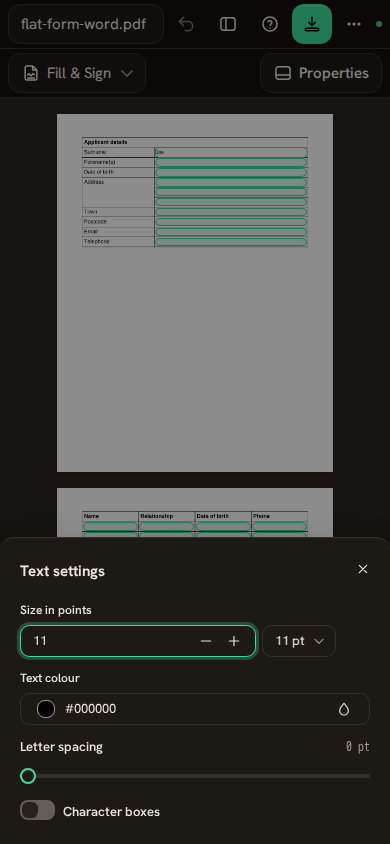 flat-form-word.pdf
Fill & Sign
Properties
Applicant details
Surname
Doe
Forename(s)
Date of birth
Address
Town
Postcode
Email
Telephone
Name Relationship Date of birth Phone
Text settings
Size in points
11
11 pt
Text colour
#000000
Letter spacing
0 pt
Character boxes